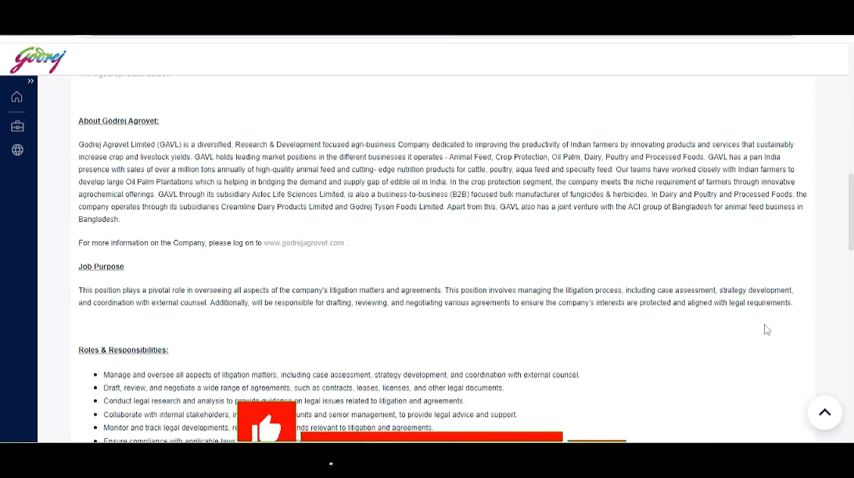 Godrej
About Godrej Agrovet:
Godrej Agrovet Limited (GAVL) is a diversified, Research & Development focused agri-business Company dedicated to improving the productivity of Indian farmers by innovating products and services that sustainably
increase crop and livestock yields. GAVL holds leading market positions in the different businesses it operates - Animal Feed, Crop Protection, Oil Palm, Dairy, Poultry and Processed Foods. GAVL has a pan India
presence with sales of over a million tons annually of high-quality animal feed and cutting- edge nutrition products for cattle, poultry, aqua feed and specialty feed. Our teams have worked closely with Indian farmers to
develop large Oil Palm Plantations which is helping in bridging the demand and supply gap of edible oil in India. In the crop protection segment, the company meets the niche requirement of farmers through innovative
agrochemical offerings. GAVL through its subsidiary Astec Life Sciences Limited, is also a business-to-business (B2B) focused bulk manufacturer of fungicides & herbicides. In Dairy and Poultry and Processed Foods, the
company operates through its subsidiaries Creamline Dairy Products Limited and Godrej Tyson Foods Limited. Apart from this, GAVL also has a joint venture with the ACI group of Bangladesh for animal feed business in
Bangladesh.
For more information on the Company, please log on to www.godrejagrovet.com .
Job Purpose
This position plays a pivotal role in overseeing all aspects of the company's litigation matters and agreements. This position involves managing the litigation process, including case assessment, strategy development,
and coordination with external counsel. Additionally, will be responsible for drafting, reviewing, and negotiating various agreements to ensure the company's interests are protected and aligned with legal requirements.
Roles & Responsibilities:
Manage and oversee all aspects of litigation matters, including case assessment, strategy development, and coordination with external counsel.
Draft, review, and negotiate a wide range of agreements, such as contracts, leases, licenses, and other legal documents.
Conduct legal research and analysis to provide guidance on legal issues related to litigation and agreements.
Collaborate with internal stakeholders, units and senior management, to provide legal advice and support.
Monitor and track legal developments, relevant to litigation and agreements.
Ensure compliance with applicable laws